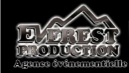 EVEREST
PRODUCTION
Agence événementielle